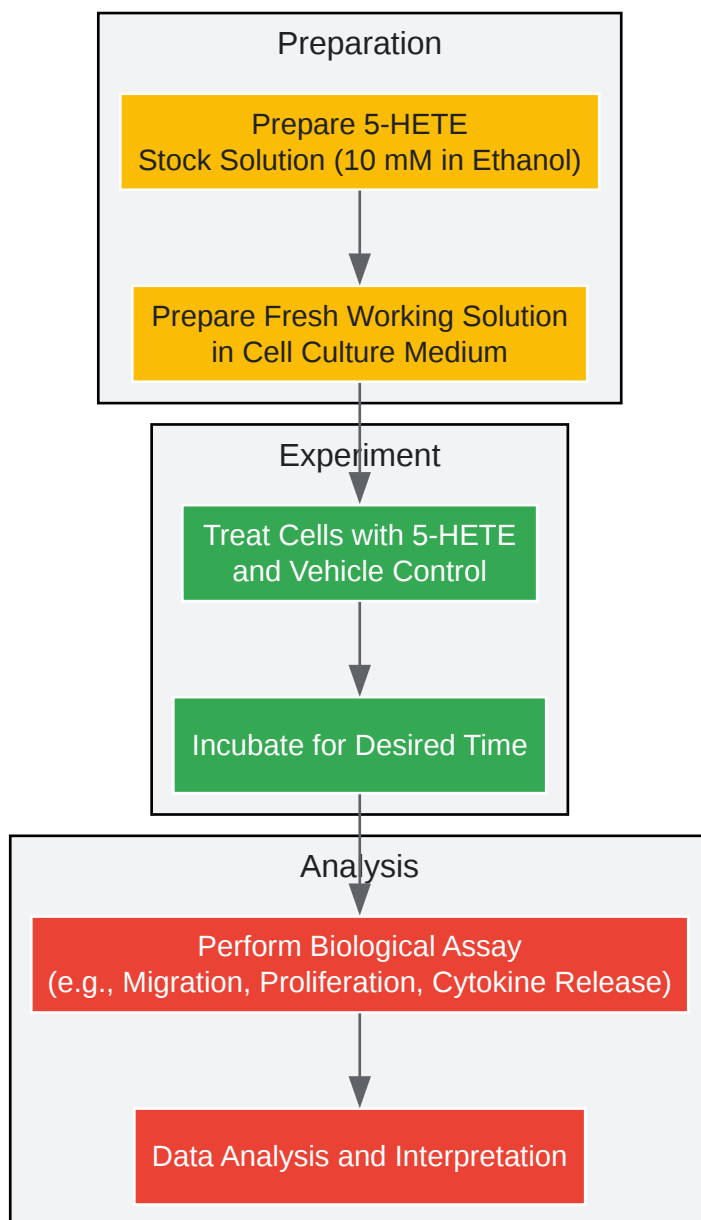 Preparation
Prepare 5-HETE
Stock Solution (10 mM in Ethanol)
Prepare Fresh Working Solution
in Cell Culture Medium
Experiment
Treat Cells with 5-HETE
and Vehicle Control
Incubate for Desired Time
Analysis
Perform Biological Assay
(e.g., Migration, Proliferation, Cytokine Release)
Data Analysis and Interpretation